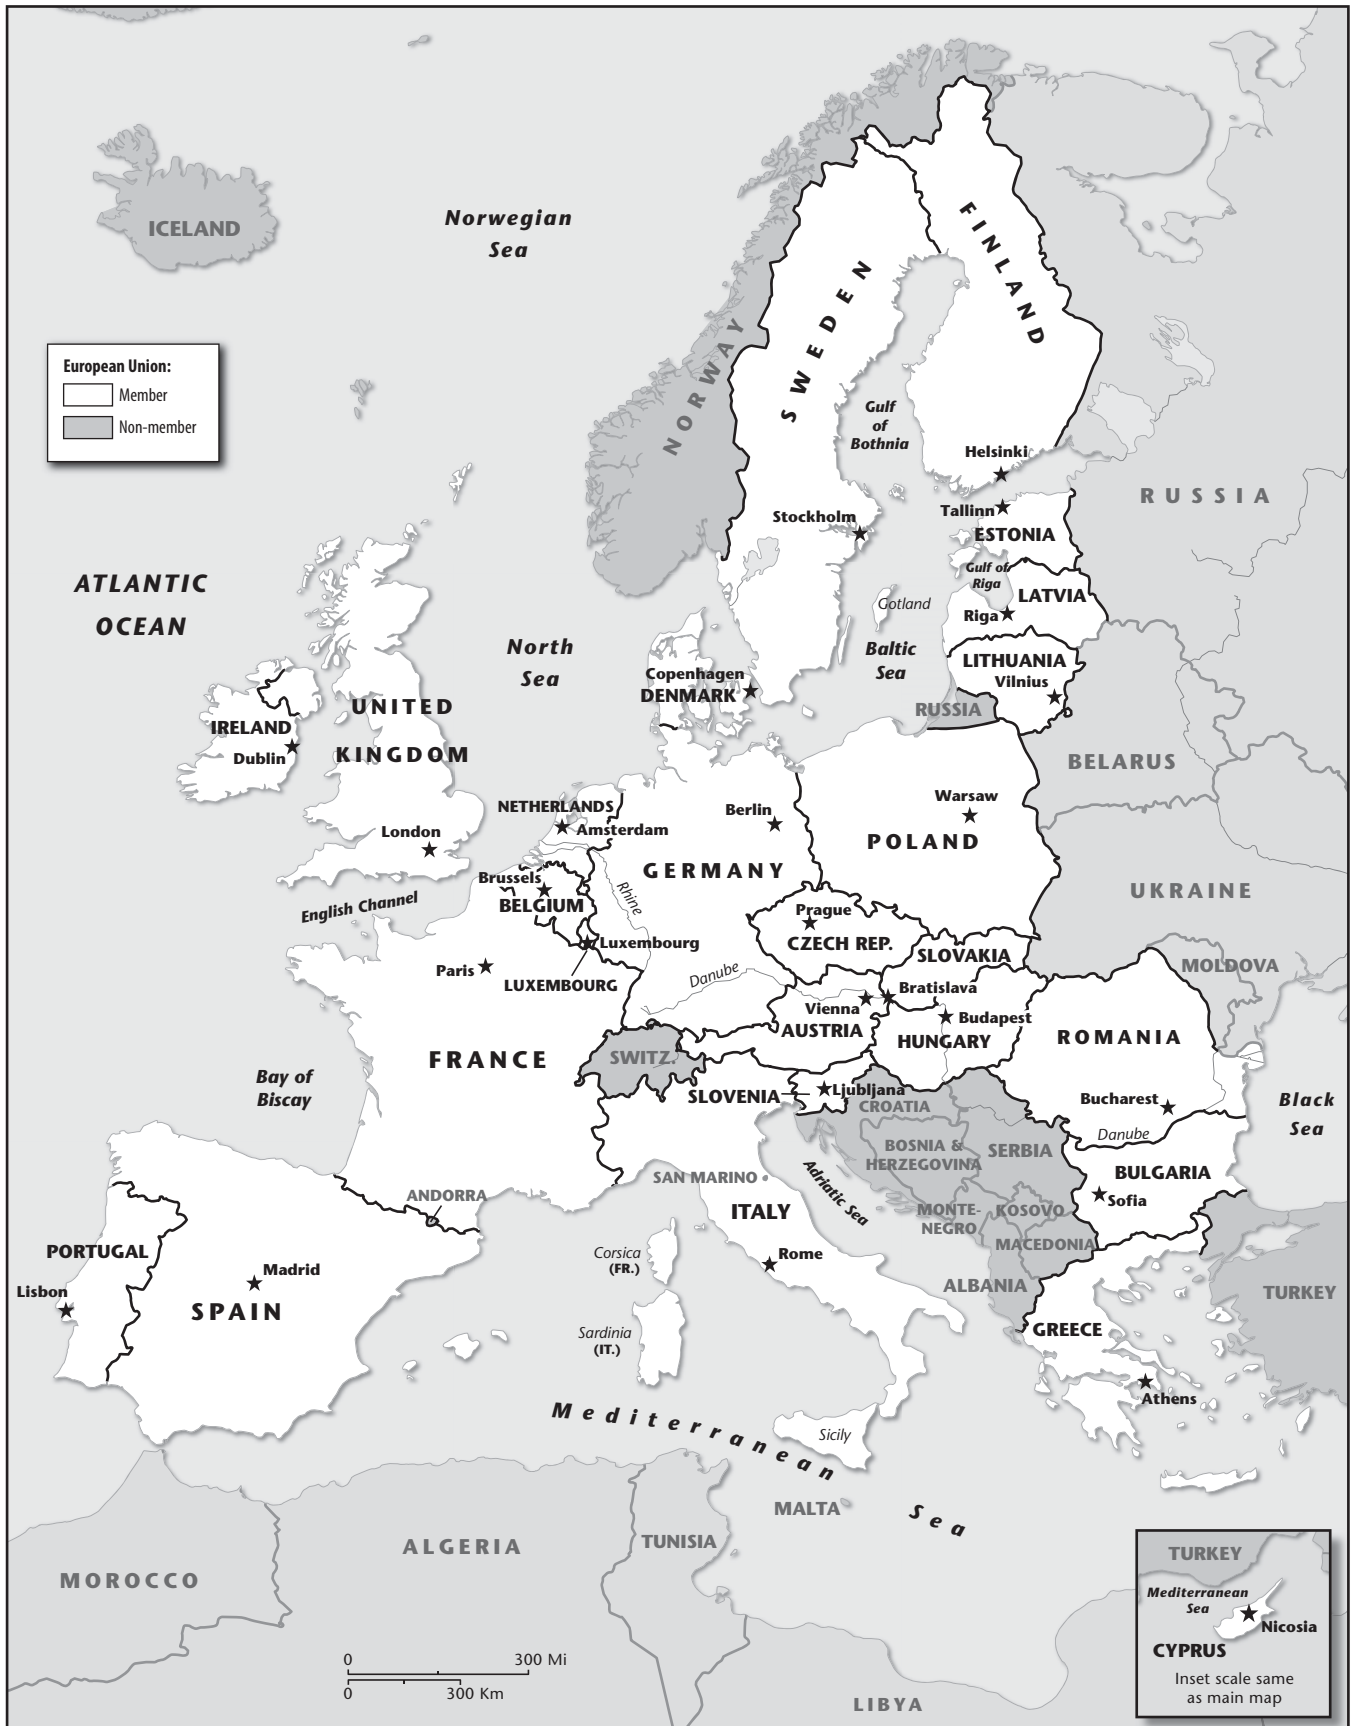 ICELAND
Norwegian
Sea
European Union:
Member
Non-member
NORWAY
SWEDEN
FINLAND
Gulf
of
Bothnia
Helsinki
RUSSIA
Tallinn
ESTONIA
Stockholm
Gulf of
Riga
LATVIA
Riga
Gotland
ATLANTIC
OCEAN
North
Sea
Baltic
Sea
LITHUANIA
Vilnius
Copenhagen
DENMARK
RUSSIA
UNITED
KINGDOM
IRELAND
Dublin
BELARUS
NETHERLANDS
Amsterdam
Berlin
Warsaw
London
POLAND
GERMANY
Brussels
BELGIUM
Rhine
UKRAINE
English Channel
Prague
CZECH REP.
Luxembourg
SLOVAKIA
Paris
LUXEMBOURG
Danube
MOLDOVA
Bratislava
Vienna
AUSTRIA
Budapest
HUNGARY
ROMANIA
FRANCE
SWITZ.
Bay of
Biscay
SLOVENIA
Ljubljana
CROATIA
Bucharest
Black
Sea
Danube
BOSNIA &
HERZEGOVINA
SERBIA
SAN MARINO
Adriatic Sea
BULGARIA
Sofia
ANDORRA
ITALY
MONTE-
NEGRO
KOSOVO
MACEDONIA
PORTUGAL
Corsica
(FR.)
Rome
Madrid
Lisbon
SPAIN
ALBANIA
TURKEY
Sardinia
(IT.)
GREECE
Athens
Mediterranean
Sea
Sicily
MALTA
ALGERIA
TUNISIA
MOROCCO
TURKEY
Mediterranean
Sea
Nicosia
CYPRUS
Inset scale same
as main map
0 300 Mi
0 300 Km
LIBYA